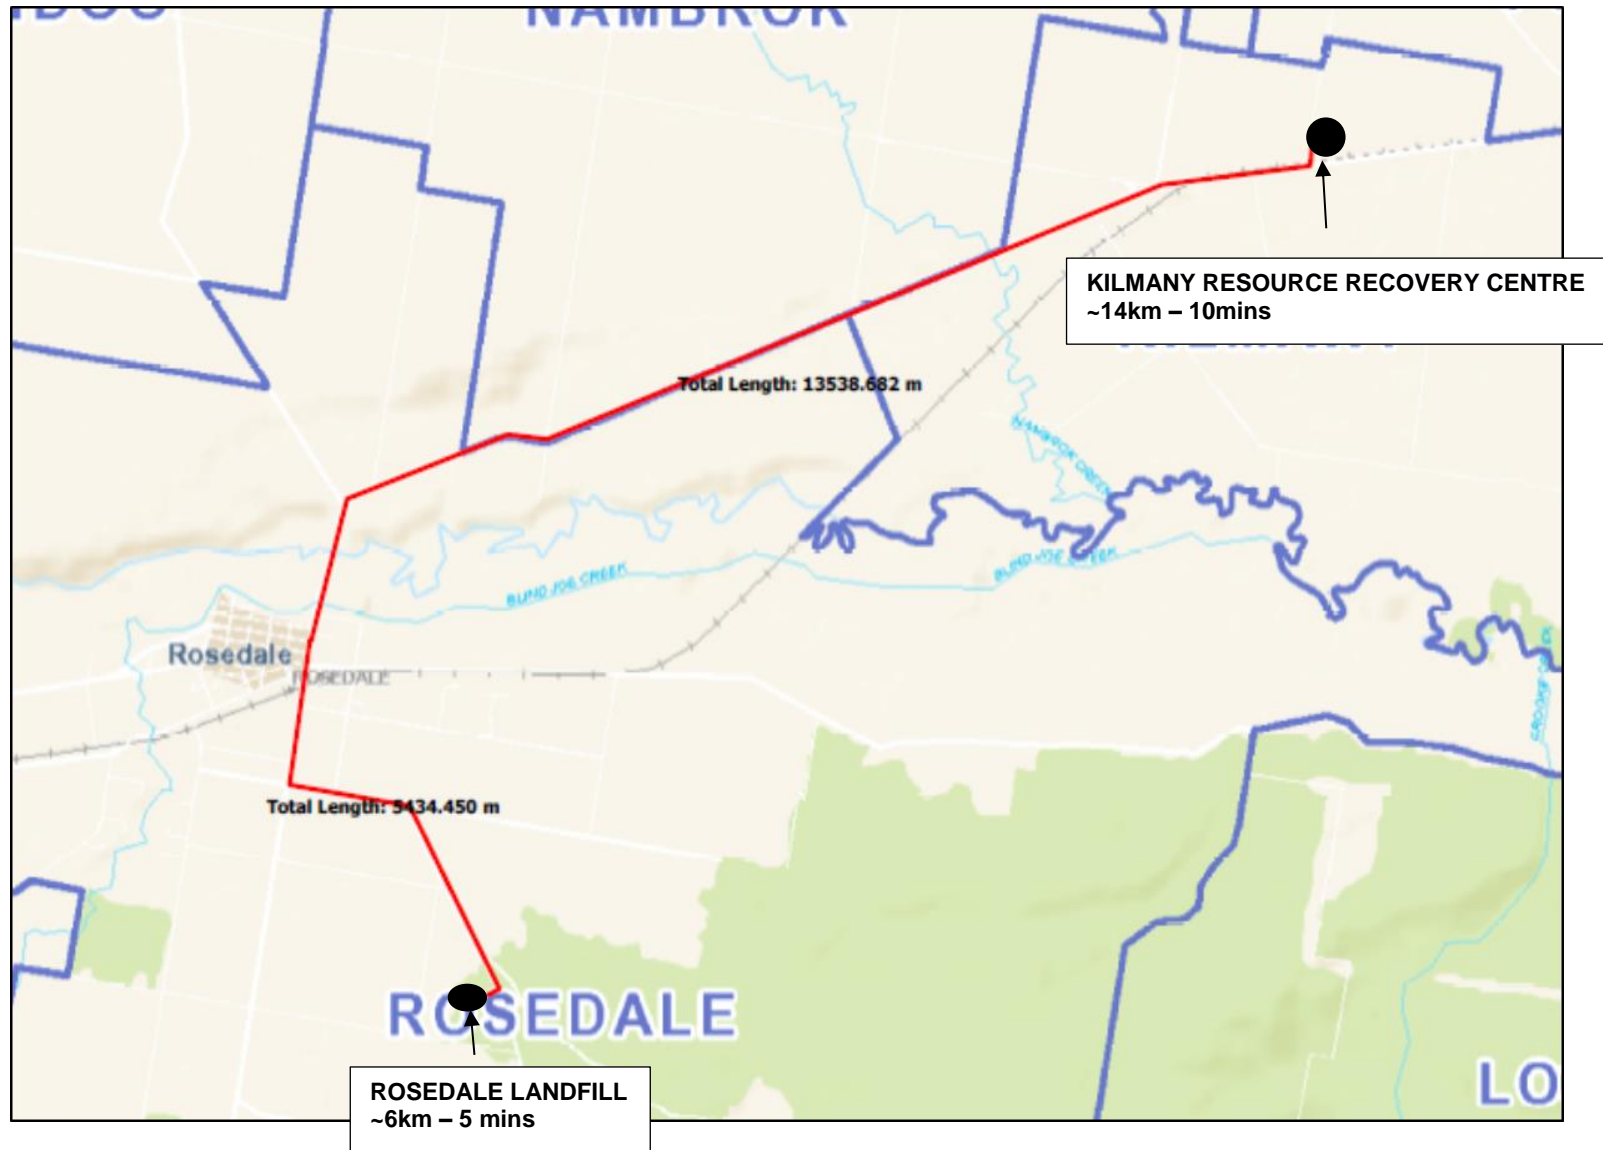 NAMBROK
KILMANY RESOURCE RECOVERY CENTRE
~14km – 10mins
Total Length: 13538.682 m
NAMBROK CREEK
BLIND JOE CREEK
BLIND JOE CREEK
Rosedale
ROSEDALE
Total Length: 5434.450 m
ROSEDALE
ROSEDALE LANDFILL
~6km – 5 mins
LO